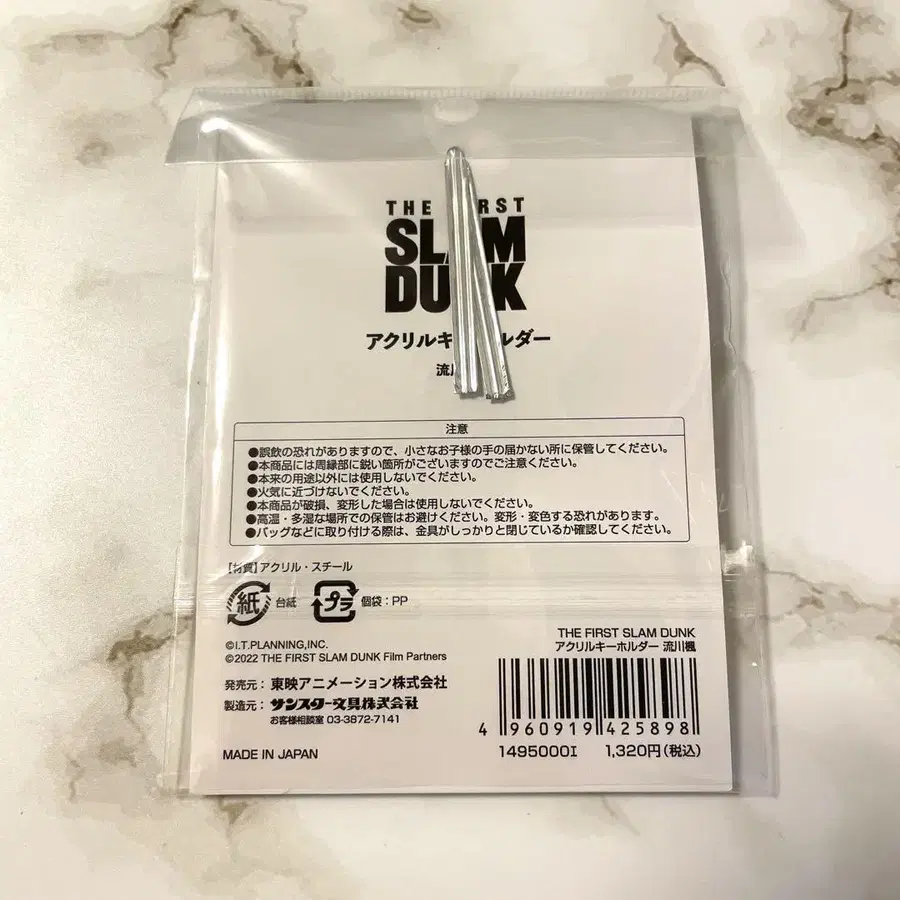 THE FIRST
SLAM
DUNK
アクリルキーホルダー
流川
注意
●誤飲の恐れがありますので、小さなお子様の手の届かない所に保管してください。
●本商品には周縁部に鋭い箇所がございますのでご注意ください。
●本来の用途以外には使用しないでください。
●火気に近づけないでください。
●本商品が破損、変形した場合は使用しないでください。
●高温・多湿な場所での保管はお避けください。変形・変色する恐れがあります。
●バッグなどに取り付ける際は、金具がしっかりと閉じているか確認してください。
【材質】アクリル・スチール
紙 台紙 プラ 個袋:PP
©I.T.PLANNING,INC.
©2022 THE FIRST SLAM DUNK Film Partners
発売元:東映アニメーション株式会社
製造元:サンスター文具株式会社
お客様相談室 03-3872-7141
MADE IN JAPAN
THE FIRST SLAM DUNK
アクリルキーホルダー 流川楓
4 960919 425898
1495000I 1,320円(税込)